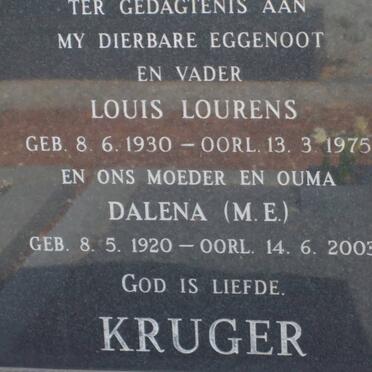 TER GEDAGTENIS AAN
MY DIERBARE EGGENOOT
EN VADER
LOUIS LOURENS
GEB. 8. 6. 1930 — OORL. 13. 3. 1975
EN ONS MOEDER EN OUMA
DALENA (M. E.)
GEB. 8. 5. 1920 — OORL. 14. 6. 2003
GOD IS LIEFDE.
KRUGER